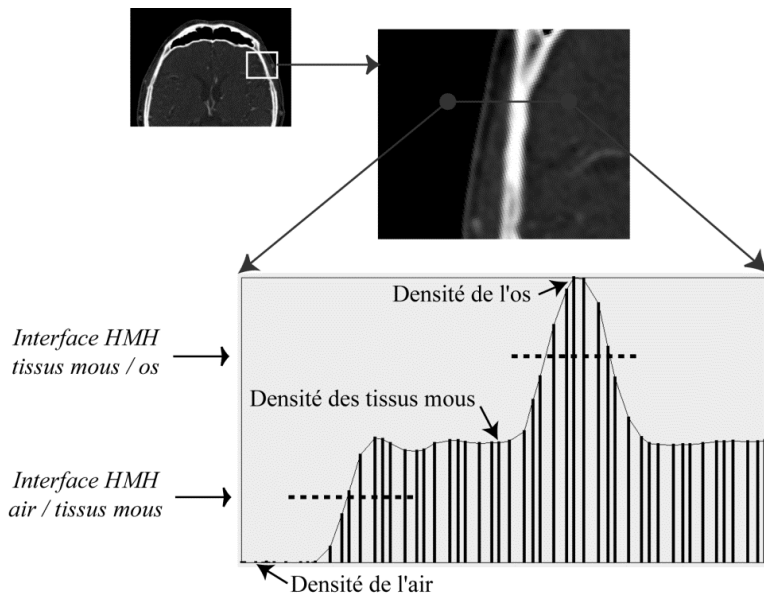 Densité de l'os
Interface HMH
tissus mous / os
Densité des tissus mous
Interface HMH
air / tissus mous
Densité de l'air